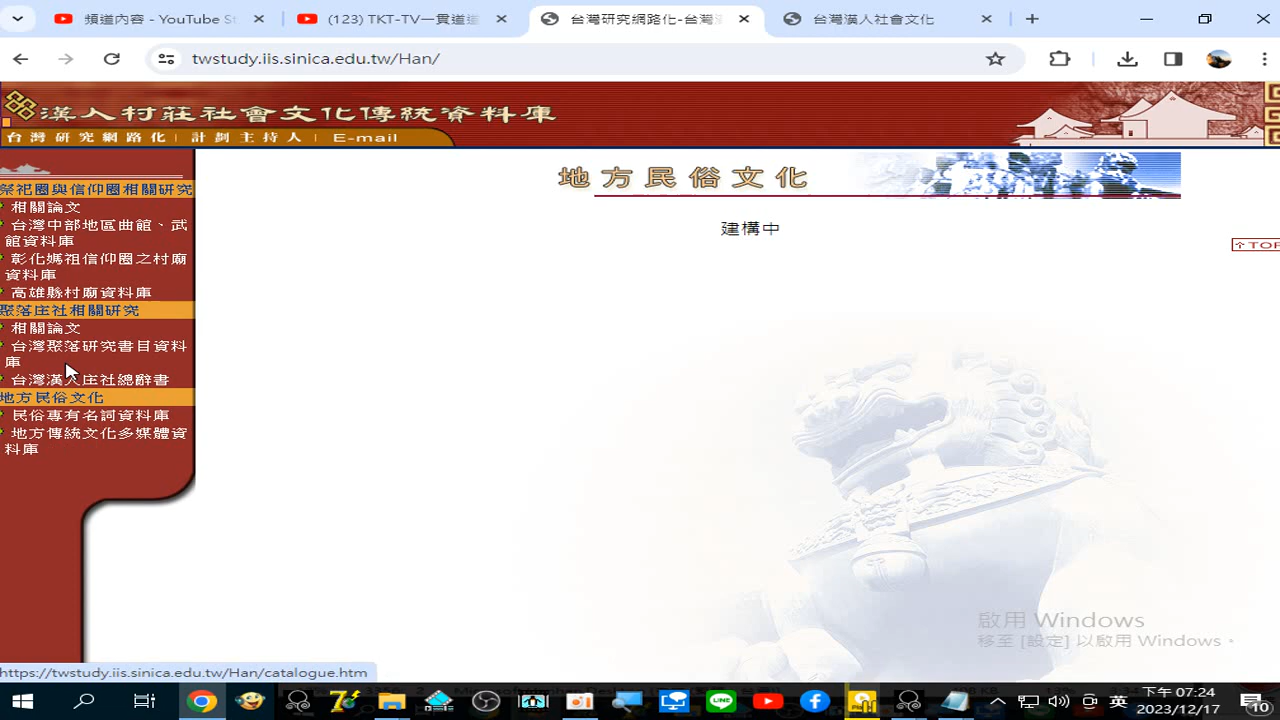 頻道內容 - YouTube St
(123) TKT-TV一貫道道
台灣研究網路化-台灣
台灣漢人社會文化
twstudy.iis.sinica.edu.tw/Han/
漢人村莊社會文化傳統資料庫
台灣研究網路化 | 計劃主持人 | E-mail
祭祀圈與信仰圈相關研究
相關論文
台灣中部地區曲館、武
館資料庫
彰化媽祖信仰圈之村廟
資料庫
高雄縣村廟資料庫
聚落庄社相關研究
相關論文
台灣聚落研究書目資料
庫
台灣漢人庄社總辭書
地方民俗文化
民俗專有名詞資料庫
地方傳統文化多媒體資
料庫
地方民俗文化
建構中
TOP
啟用 Windows
移至 [設定] 以啟用 Windows。
https://twstudy.iis.sinica.edu.tw/Han/catalogue.htm
英
下午 07:24
2023/12/17
10